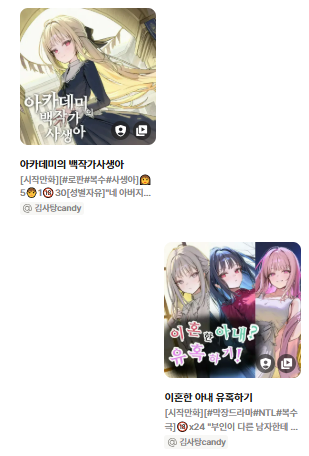 아카데미의
백작가
사생아
아카데미의 백작가사생아
[시작만화][#로판#복수#사생아]👩
5🧑1🔞30[성별자유]"네 아버지...
@ 김사탕candy
이혼한 아내?
유혹하기!
이혼한 아내 유혹하기
[시작만화][#막장드라마#NTL#복수
극]🔞x24 "부인이 다른 남자한테 ...
@ 김사탕candy